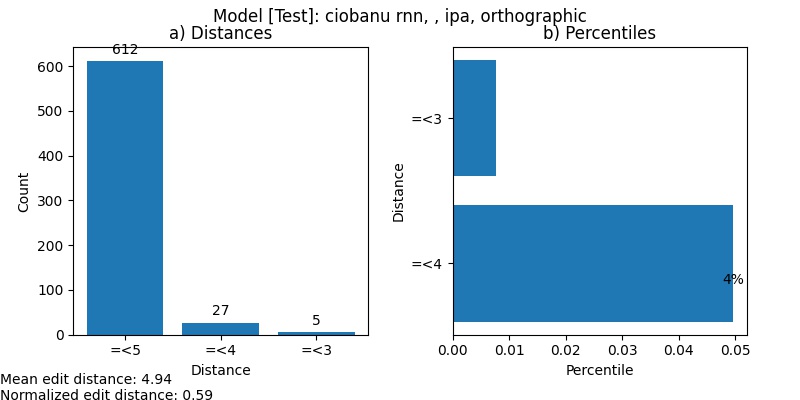 Model [Test]: ciobanu rnn, , ipa, orthographic
a) Distances
612
27
5
600
500
400
300
200
100
0
Count
=<5 =<4 =<3
Distance
b) Percentiles
=<3
=<4
4%
Distance
0.00 0.01 0.02 0.03 0.04 0.05
Percentile
Mean edit distance: 4.94
Normalized edit distance: 0.59